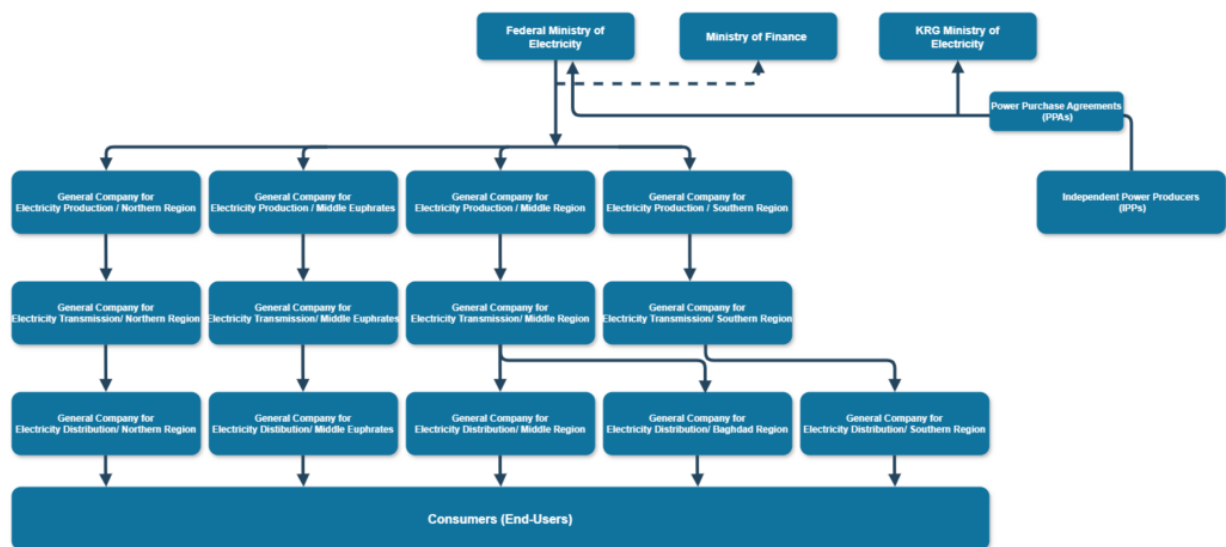 Federal Ministry of
Electricity
Ministry of Finance
KRG Ministry of
Electricity
Power Purchase Agreements
(PPAs)
General Company for
Electricity Production / Northern Region
General Company for
Electricity Production / Middle Euphrates
General Company for
Electricity Production / Middle Region
General Company for
Electricity Production / Southern Region
Independent Power Producers
(IPPs)
General Company for
Electricity Transmission/ Northern Region
General Company for
Electricity Transmission/ Middle Euphrates
General Company for
Electricity Transmission/ Middle Region
General Company for
Electricity Transmission/ Southern Region
General Company for
Electricity Distribution/ Northern Region
General Company for
Electricity Distibution/ Middle Euphrates
General Company for
Electricity Distribution/ Middle Region
General Company for
Electricity Distribution/ Baghdad Region
General Company for
Electricity Distribution/ Southern Region
Consumers (End-Users)